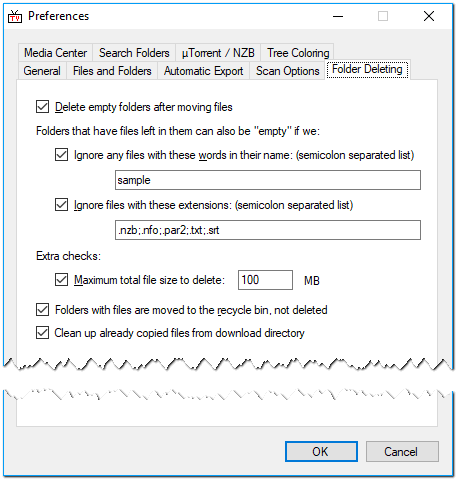 Preferences
Media Center Search Folders µTorrent / NZB Tree Coloring
General Files and Folders Automatic Export Scan Options Folder Deleting
Delete empty folders after moving files
Folders that have files left in them can also be "empty" if we:
Ignore any files with these words in their name: (semicolon separated list)
sample
Ignore files with these extensions: (semicolon separated list)
.nzb;.nfo;.par2;.txt;.srt
Extra checks:
Maximum total file size to delete: 100 MB
Folders with files are moved to the recycle bin, not deleted
Clean up already copied files from download directory
OK Cancel